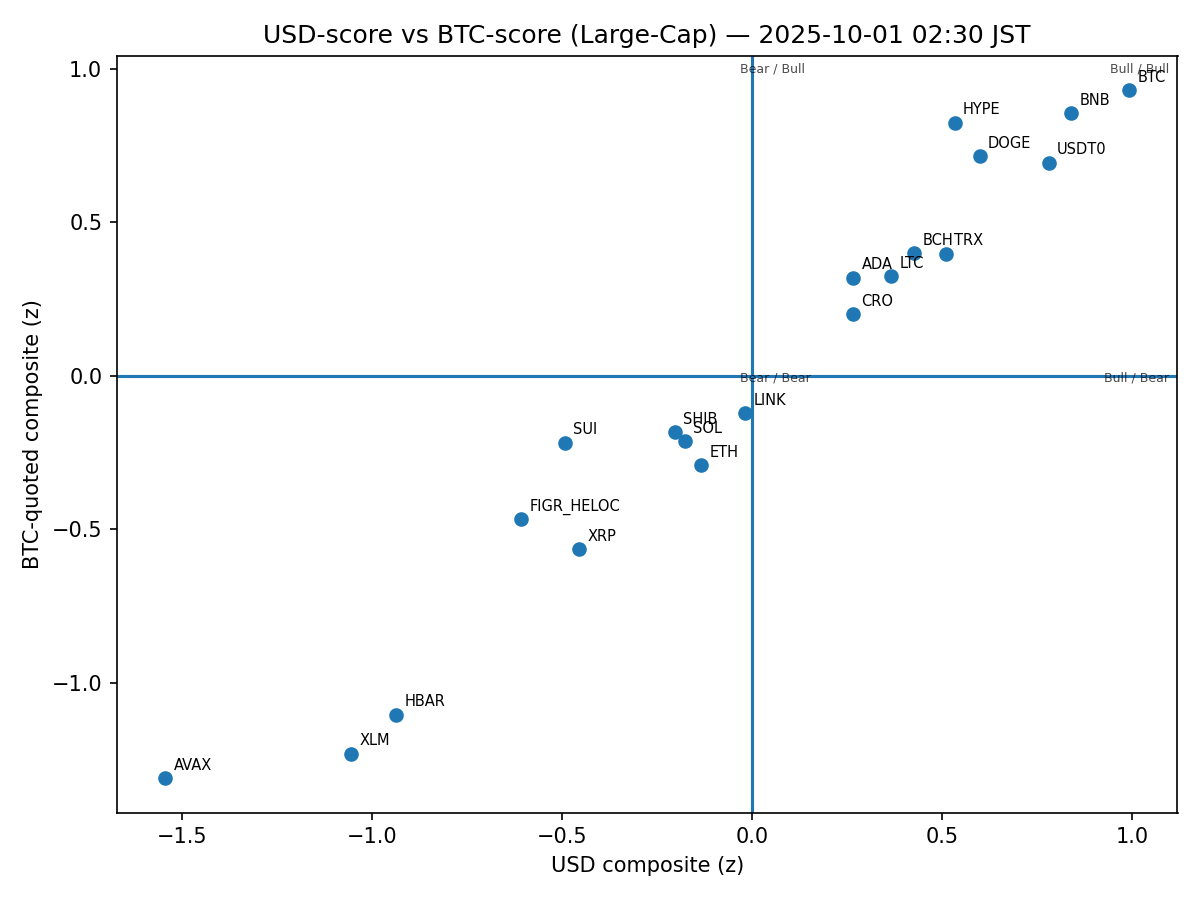 USD-score vs BTC-score (Large-Cap) — 2025-10-01 02:30 JST
1.0
Bear / Bull
Bull / Bull
BTC
BNB
HYPE
DOGE
USDT0
0.5
BCH
TRX
ADA
LTC
CRO
0.0
Bear / Bear
Bull / Bear
LINK
SHIB
SOL
SUI
ETH
FIGR_HELOC
−0.5
XRP
−1.0
HBAR
XLM
AVAX
BTC-quoted composite (z)
−1.5
−1.0
−0.5
0.0
0.5
1.0
USD composite (z)